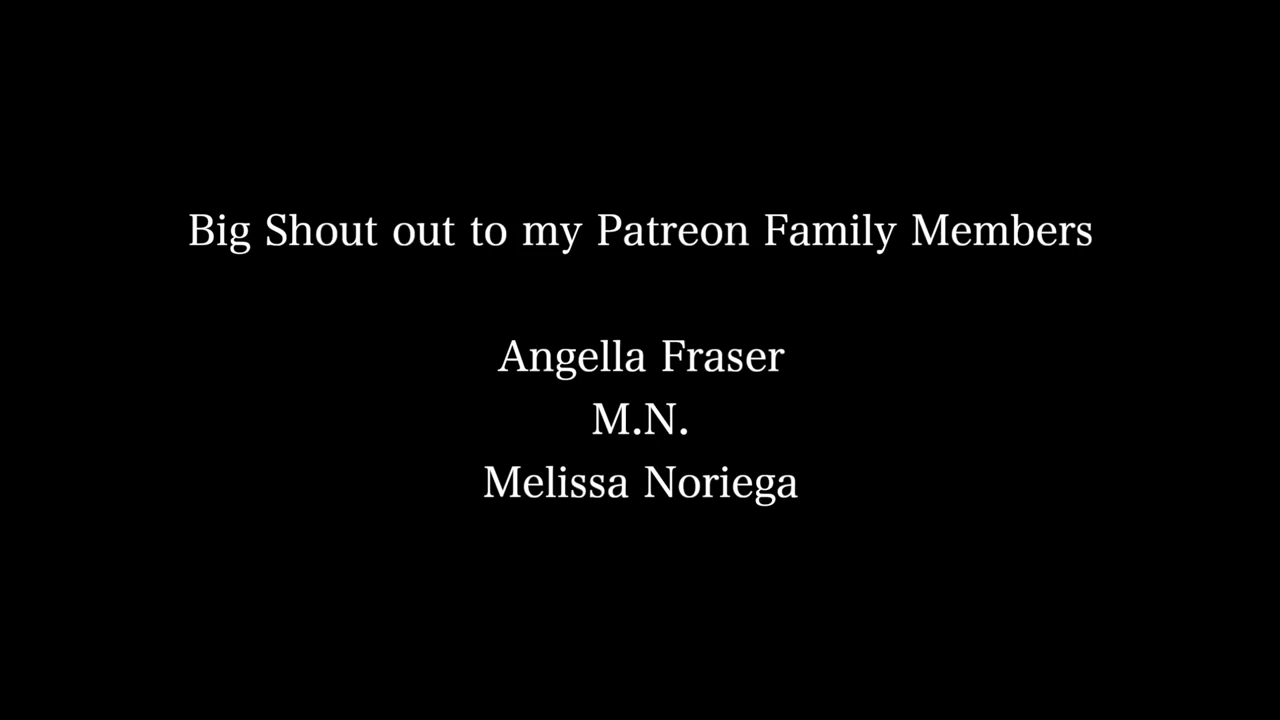 Big Shout out to my Patreon Family Members
Angella Fraser
M.N.
Melissa Noriega